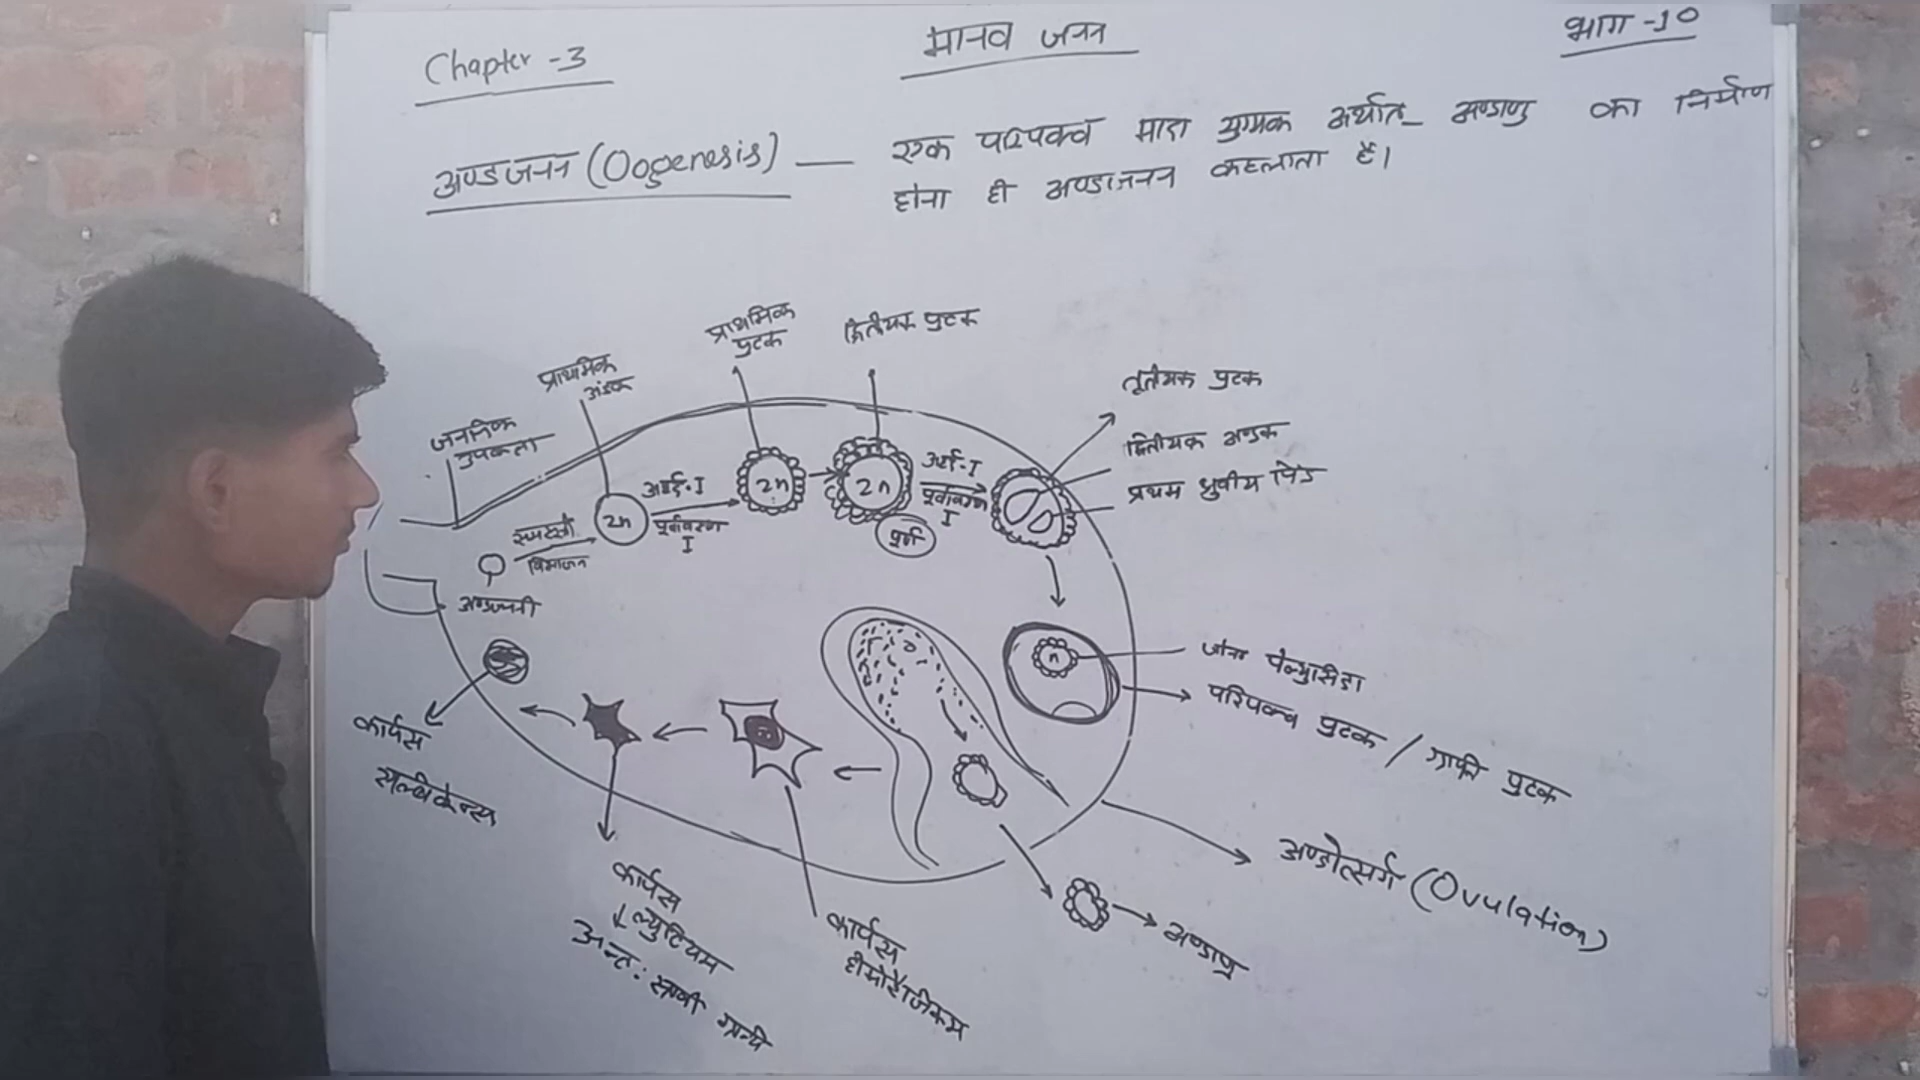 Chapter -3
मानव जनन
भाग -10
अण्डजनन (Oogenesis) —
एक परिपक्व मादा युग्मक अर्थात अण्डाणु का निर्माण
होना ही अण्डाजनन कहलाता है।
जननिक
उपकला
प्राथमिक
अंडक
प्राथमिक
पुटक
द्वितीयक पुटक
तृतीयक पुटक
द्वितीयक अण्डक
प्रथम ध्रुवीय पिंड
समसूत्री
विभाजन
अण्डजननी
2n
अर्द्ध-I
पूर्वावस्था
I
2n
2n
अर्द्ध-I
पूर्वावस्था
I
n
जोना पेल्युसिडा
परिपक्व पुटक / ग्राफी पुटक
अण्डोत्सर्ग (Ovulation)
अण्डाणु
कार्पस
हीमोरैजिकम
कार्पस
ल्युटियम
अन्त: स्रावी ग्रन्थि
कार्पस
एल्बिकेन्स